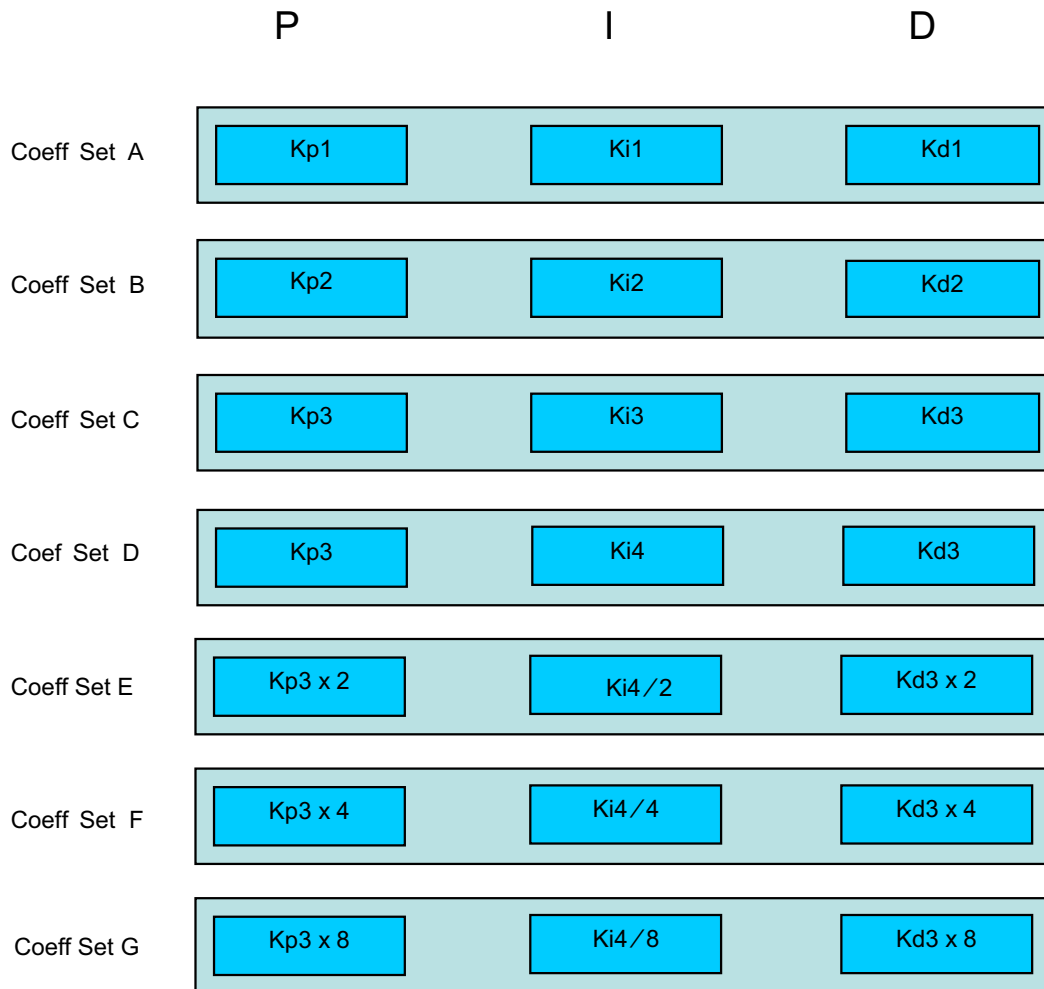 P I D
Coeff Set A Kp1 Ki1 Kd1
Coeff Set B Kp2 Ki2 Kd2
Coeff Set C Kp3 Ki3 Kd3
Coef Set D Kp3 Ki4 Kd3
Coeff Set E Kp3 x 2 Ki4/2 Kd3 x 2
Coeff Set F Kp3 x 4 Ki4/4 Kd3 x 4
Coeff Set G Kp3 x 8 Ki4/8 Kd3 x 8